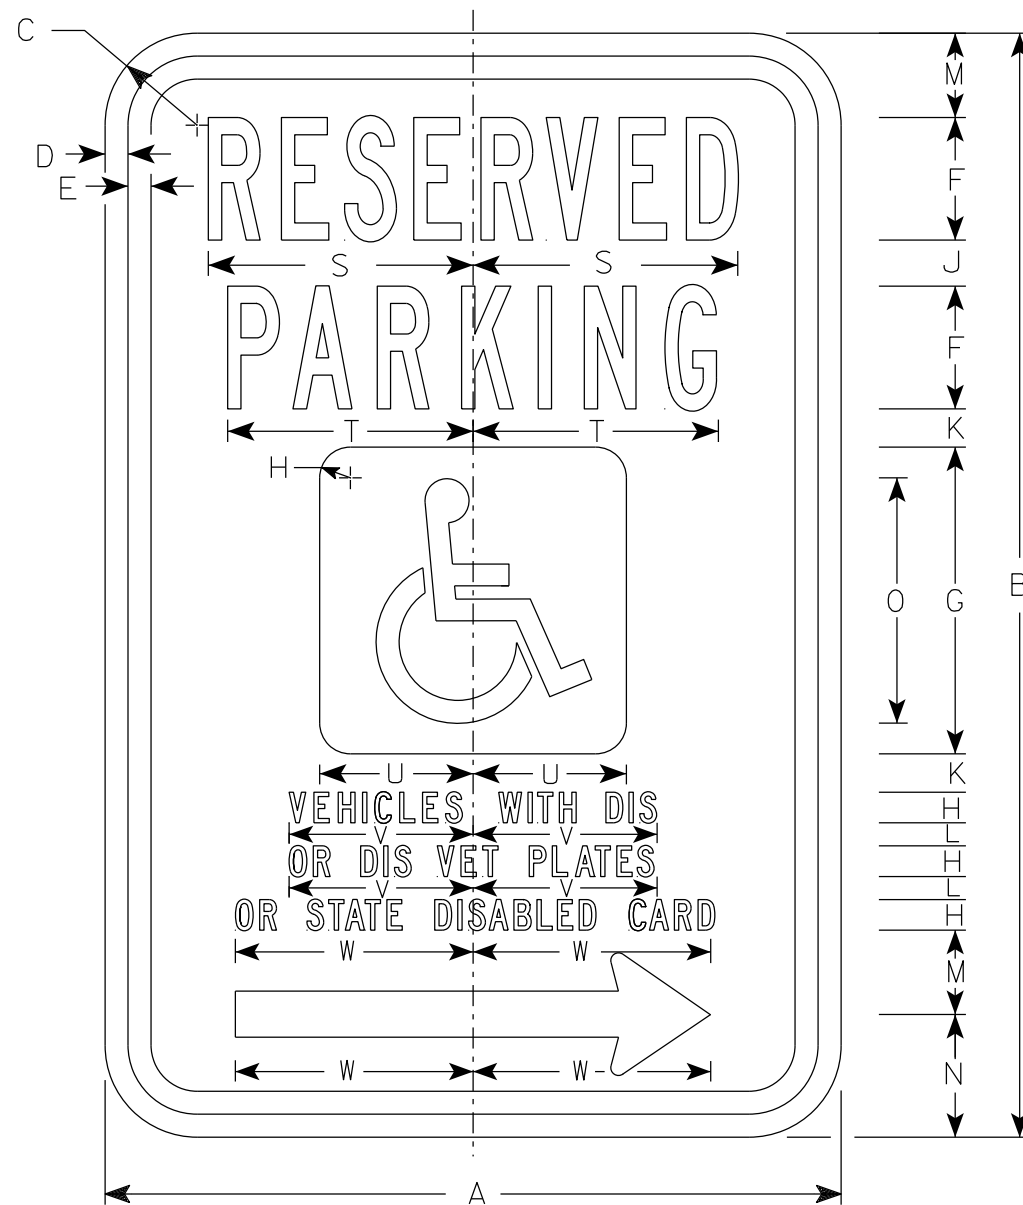 C
M
RESERVED
D
F
E
S S
J
PARKING
F
T T
K
H
O G B
U U
K
VEHICLES WITH DIS
H
V V
L
OR DIS VET PLATES
H
V V
L
OR STATE DISABLED CARD
H
W W
M
W W
N
A